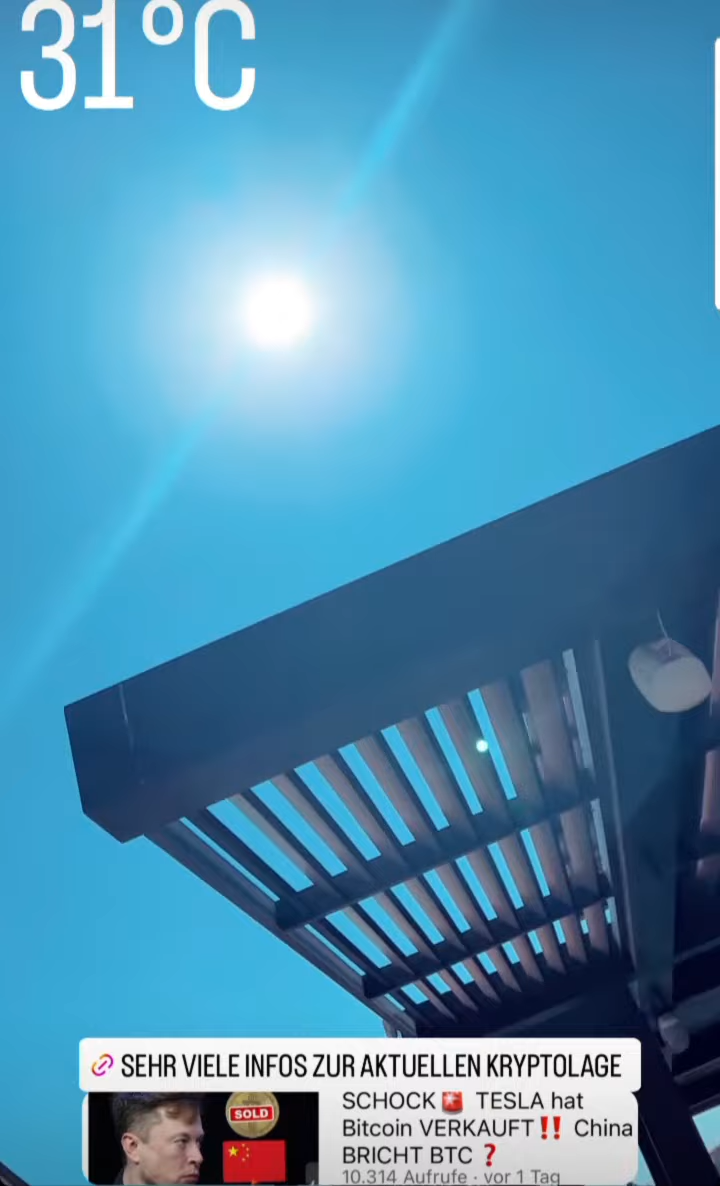 31°C
SEHR VIELE INFOS ZUR AKTUELLEN KRYPTOLAGE
SOLD
SCHOCK🚨 TESLA hat
Bitcoin VERKAUFT‼️ China
BRICHT BTC ❓
10.314 Aufrufe · vor 1 Tag